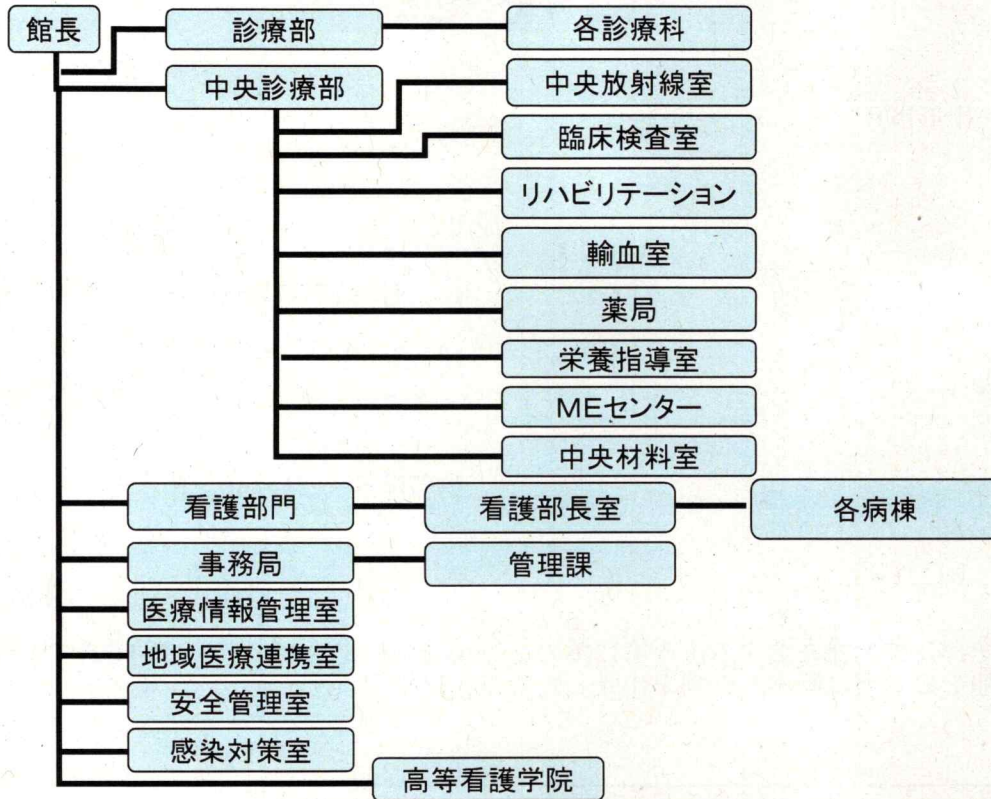 館長
診療部
各診療科
中央診療部
中央放射線室
臨床検査室
リハビリテーション
輸血室
薬局
栄養指導室
MEセンター
中央材料室
看護部門
看護部長室
各病棟
事務局
管理課
医療情報管理室
地域医療連携室
安全管理室
感染対策室
高等看護学院